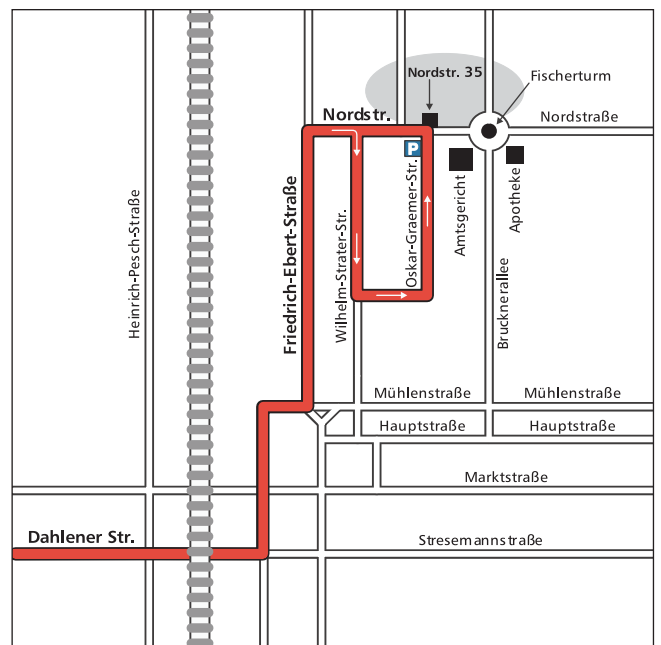 Nordstr. 35
Fischerturm
Nordstr.
Nordstraße
P
Heinrich-Pesch-Straße
Friedrich-Ebert-Straße
Wilhelm-Strater-Str.
Oskar-Graemer-Str.
Amtsgericht
Apotheke
Brucknerallee
Mühlenstraße
Mühlenstraße
Hauptstraße
Hauptstraße
Marktstraße
Dahlener Str.
Stresemannstraße